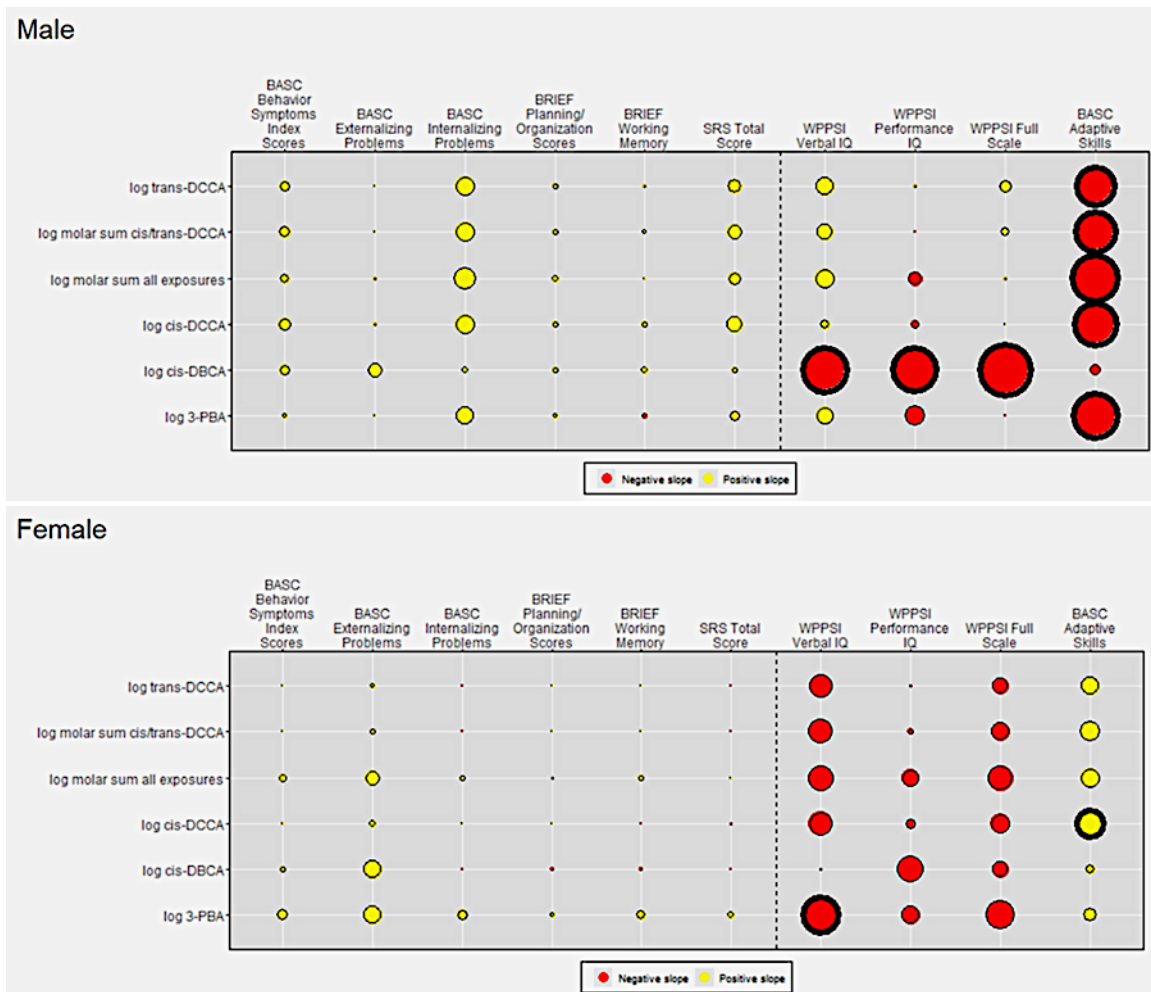 Male
BASC
Behavior
Symptoms
Index
Scores
BASC
Externalizing
Problems
BASC
Internalizing
Problems
BRIEF
Planning/
Organization
Scores
BRIEF
Working
Memory
SRS Total
Score
WPPSI
Verbal IQ
WPPSI
Performance
IQ
WPPSI Full
Scale
BASC
Adaptive
Skills
log trans-DCCA
log molar sum cis/trans-DCCA
log molar sum all exposures
log cis-DCCA
log cis-DBCA
log 3-PBA
Negative slope
Positive slope
Female
BASC
Behavior
Symptoms
Index
Scores
BASC
Externalizing
Problems
BASC
Internalizing
Problems
BRIEF
Planning/
Organization
Scores
BRIEF
Working
Memory
SRS Total
Score
WPPSI
Verbal IQ
WPPSI
Performance
IQ
WPPSI Full
Scale
BASC
Adaptive
Skills
log trans-DCCA
log molar sum cis/trans-DCCA
log molar sum all exposures
log cis-DCCA
log cis-DBCA
log 3-PBA
Negative slope
Positive slope